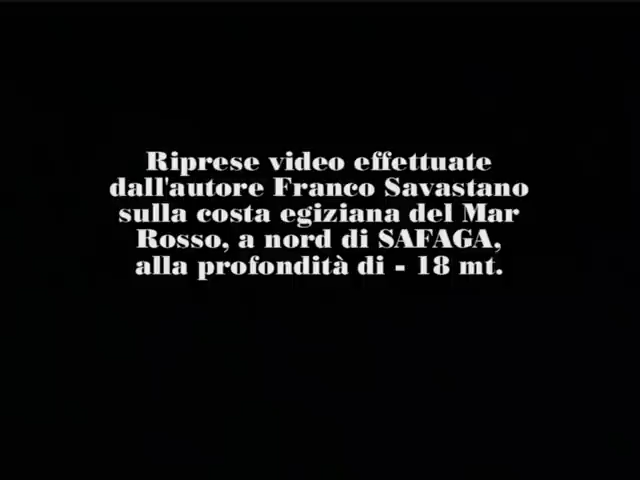 Riprese video effettuate
dall'autore Franco Savastano
sulla costa egiziana del Mar
Rosso, a nord di SAFAGA,
alla profondità di - 18 mt.